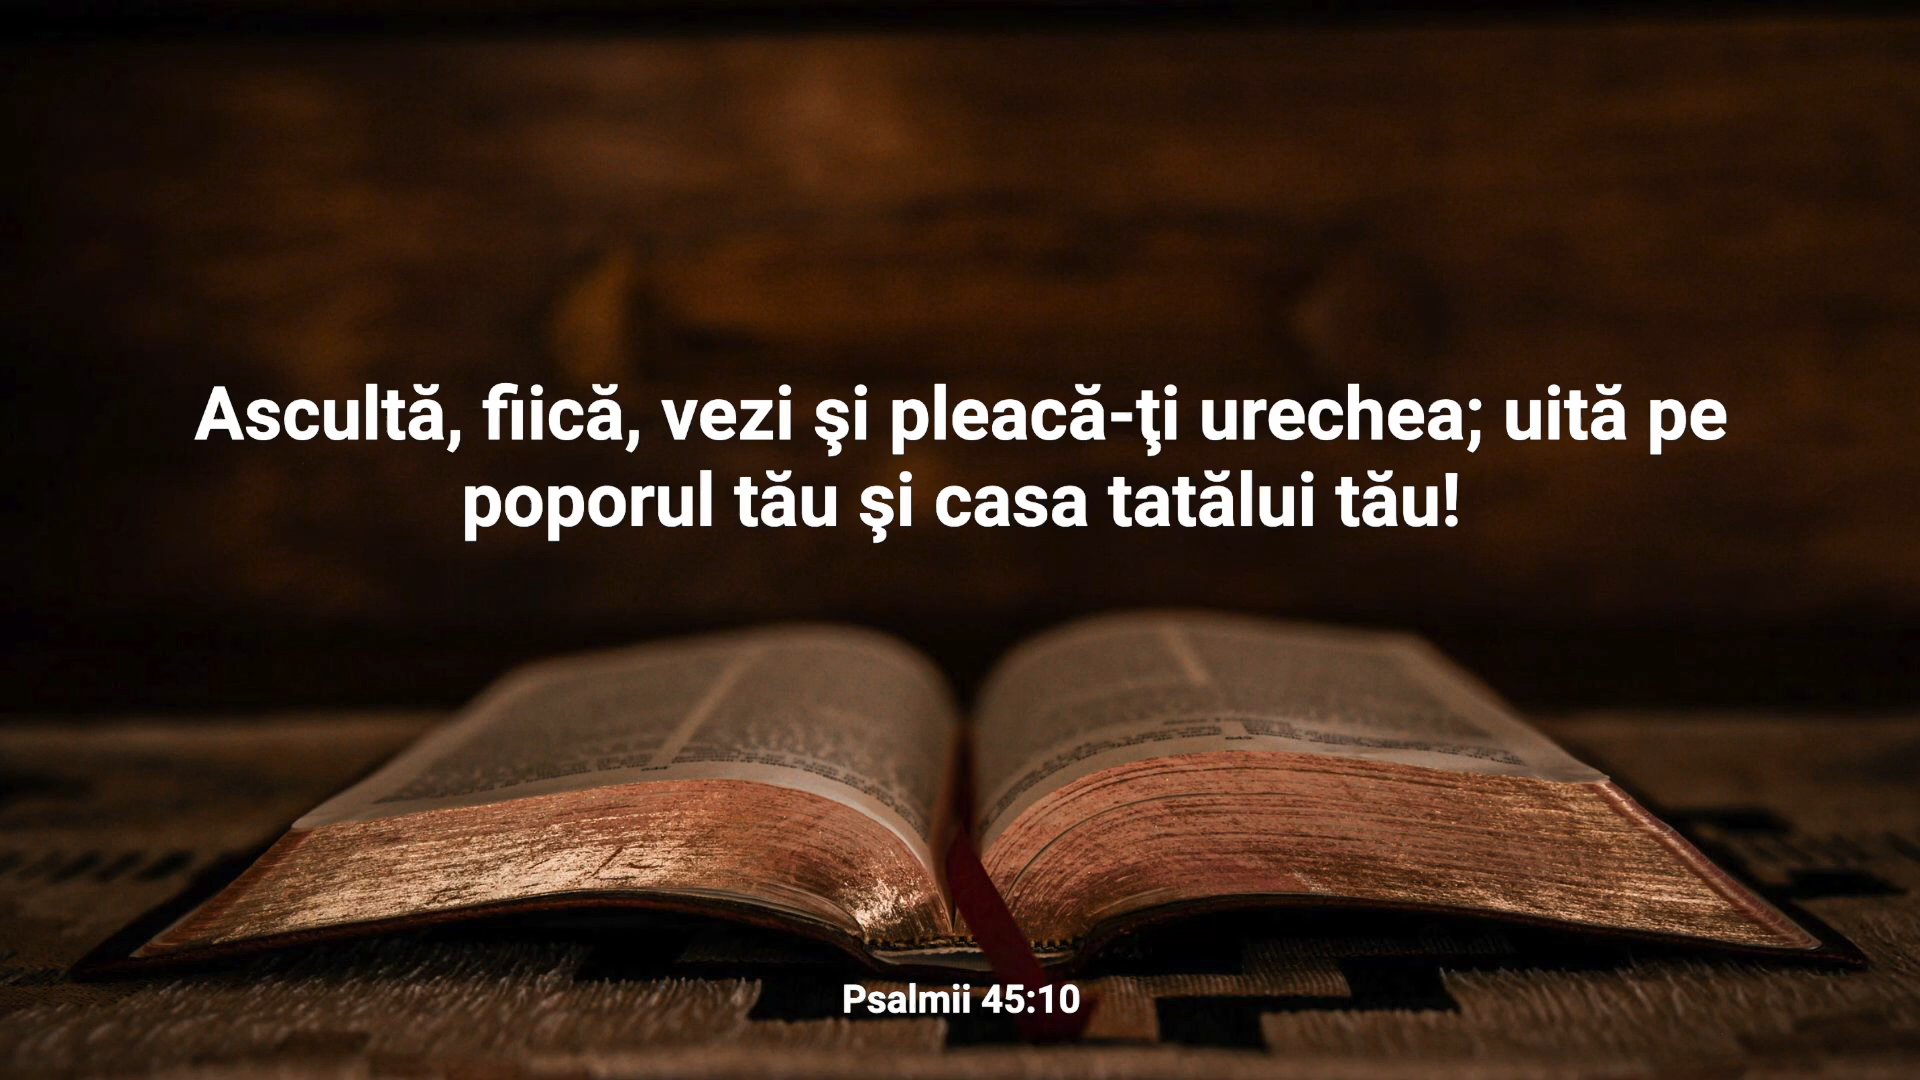 Ascultă, fiică, vezi şi pleacă-ţi urechea; uită pe
poporul tău şi casa tatălui tău!
Psalmii 45:10